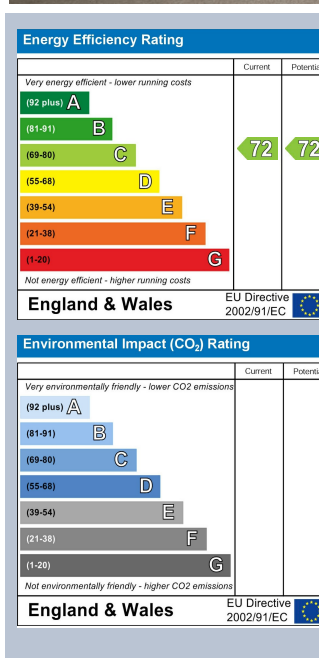 Energy Efficiency Rating
Current Potentia
Very energy efficient - lower running costs
(92 plus) A
(81-91) B
(69-80) C 72 72
(55-68) D
(39-54) E
(21-38) F
(1-20) G
Not energy efficient - higher running costs
England & Wales EU Directive
2002/91/EC
Environmental Impact (CO₂) Rating
Current Potentia
Very environmentally friendly - lower CO2 emissions
(92 plus) A
(81-91) B
(69-80) C
(55-68) D
(39-54) E
(21-38) F
(1-20) G
Not environmentally friendly - higher CO2 emissions
England & Wales EU Directive
2002/91/EC